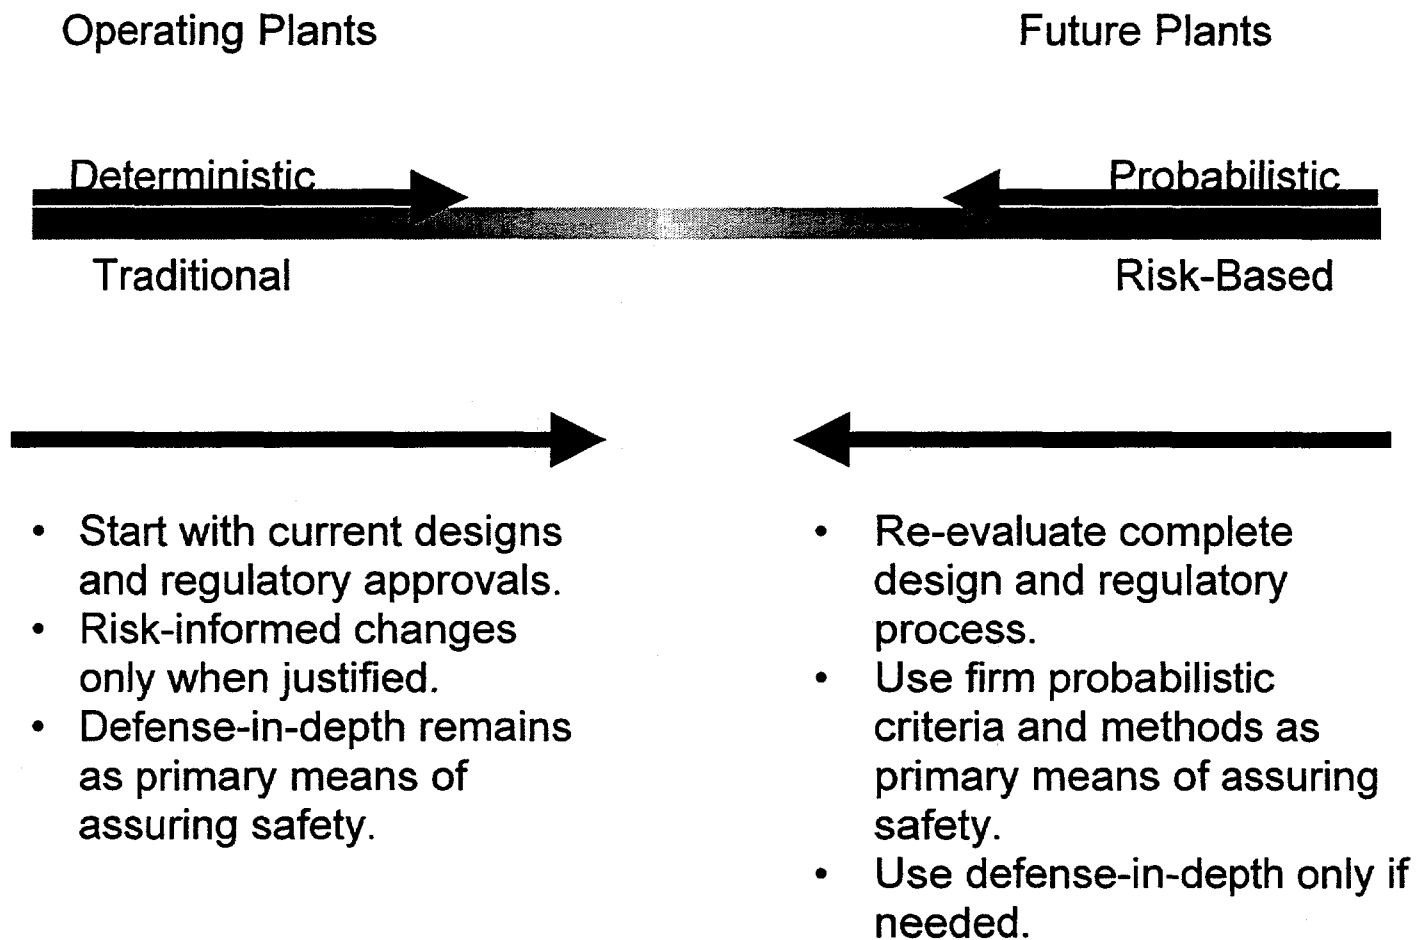 Operating Plants
Future Plants
Deterministic
Probabilistic
Traditional
Risk-Based
• Start with current designs
and regulatory approvals.
• Risk-informed changes
only when justified.
• Defense-in-depth remains
as primary means of
assuring safety.
• Re-evaluate complete
design and regulatory
process.
• Use firm probabilistic
criteria and methods as
primary means of assuring
safety.
• Use defense-in-depth only if
needed.